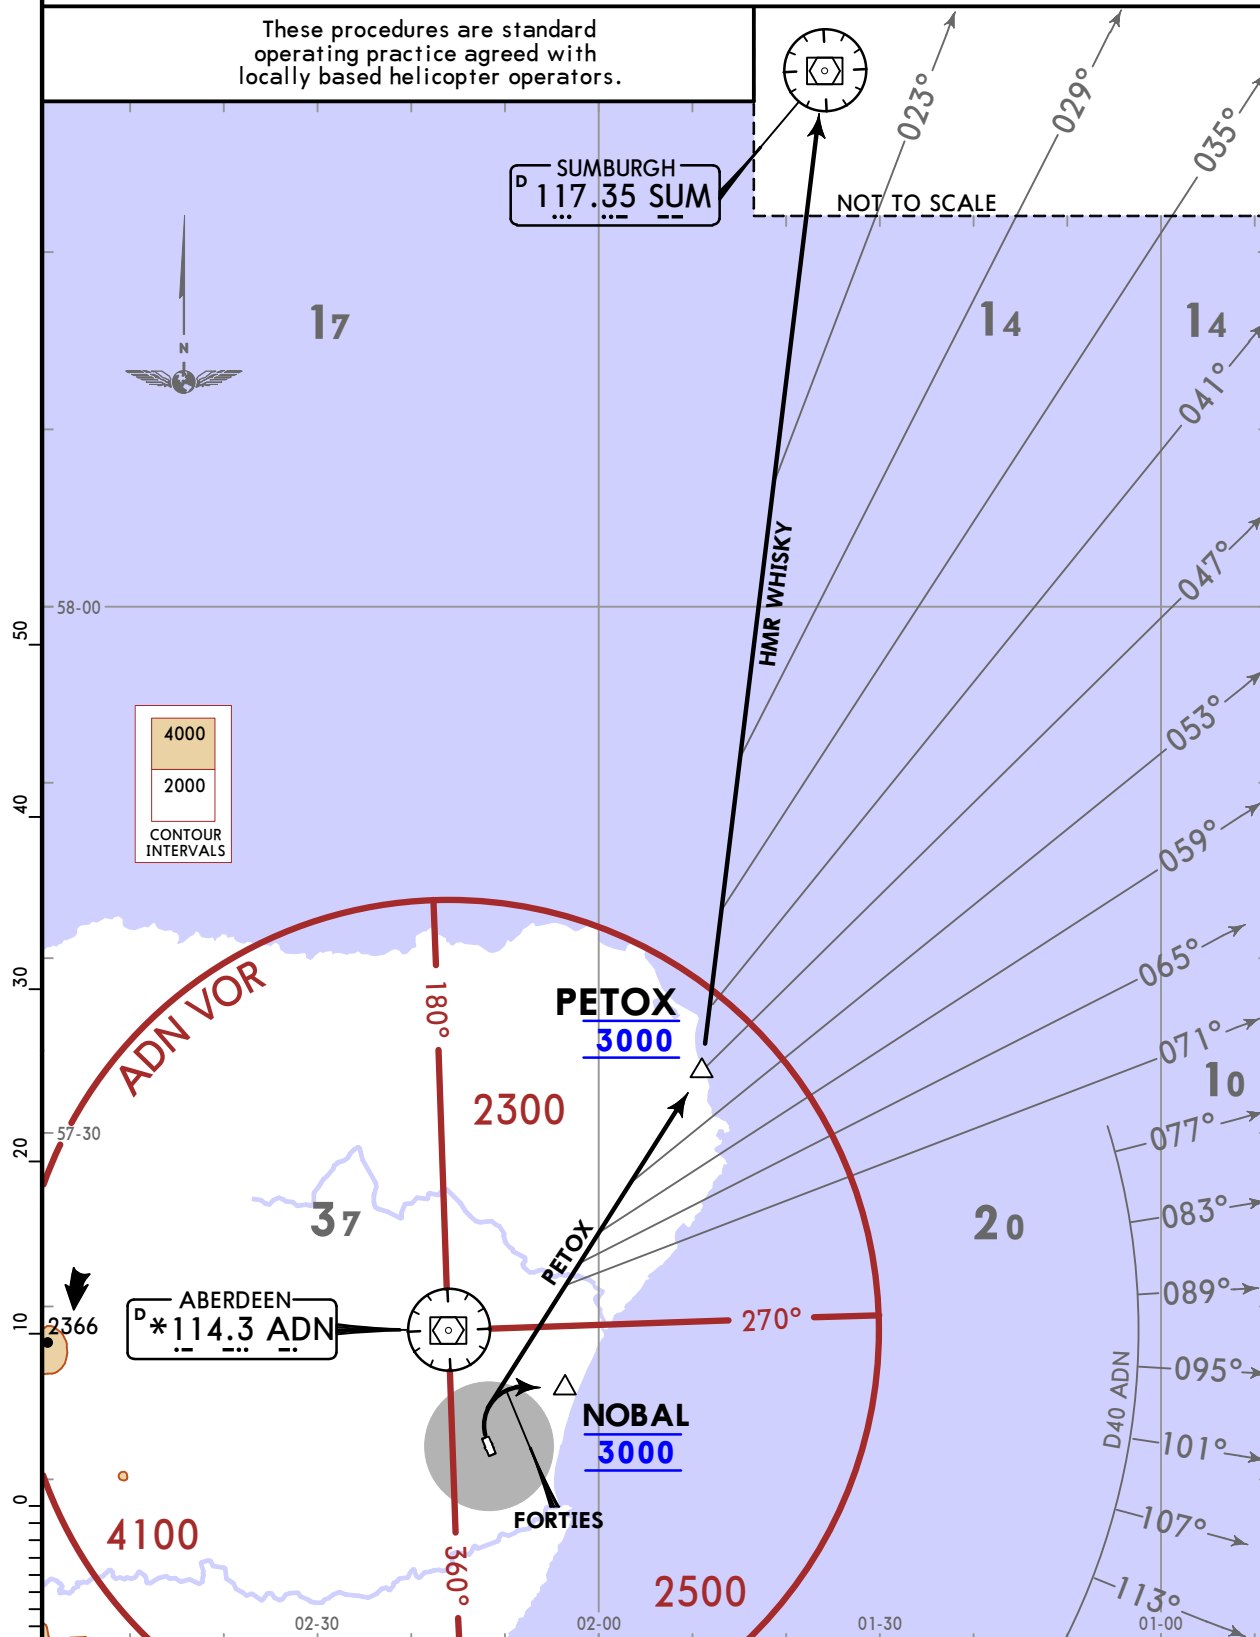 These procedures are standard
operating practice agreed with
locally based helicopter operators.
023°
029°
035°
SUMBURGH
D 117.35 SUM
NOT TO SCALE
N
17
14
14
041°
HMR WHISKY
047°
58-00
50
053°
4000
2000
CONTOUR
INTERVALS
40
059°
065°
ADN VOR
30
180°
PETOX
3000
071°
2300
10
57-30
20
077°
37
20
083°
PETOX
089°
ABERDEEN
D *114.3 ADN
270°
10
2366
095°
D40 ADN
NOBAL
3000
101°
0
FORTIES
107°
4100
360°
2500
113°
02-30
02-00
01-30
01-00